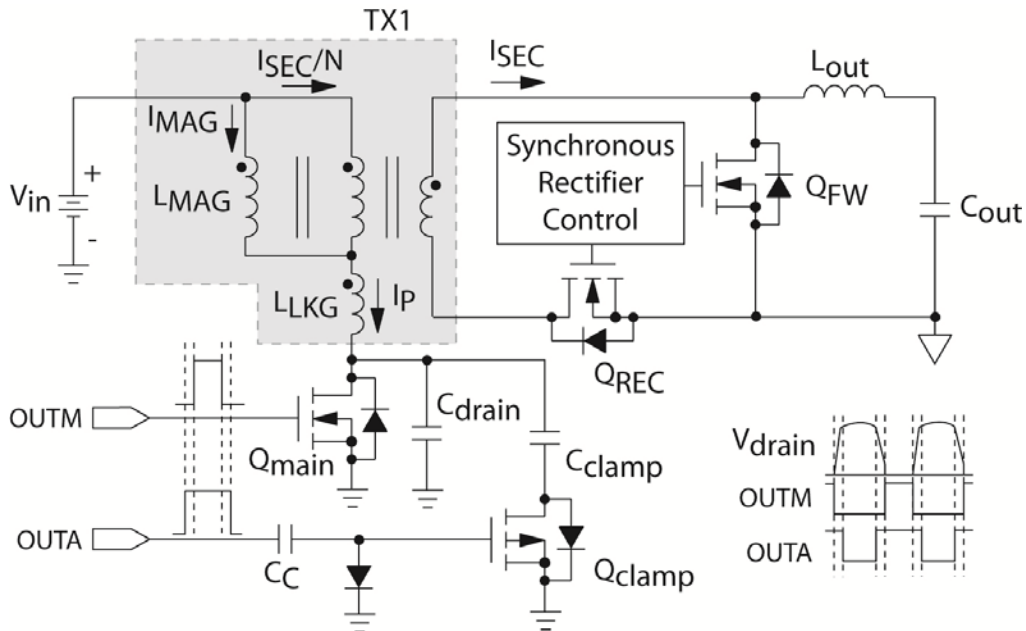 TX1
ISEC/N
ISEC
Lout
IMAG
Synchronous
Rectifier
Control
LMAG
QFW
Vin
+
-
Cout
LLKG
IP
QREC
OUTM
Cdrain
Qmain
Cclamp
Vdrain
OUTM
OUTA
OUTA
CC
Qclamp